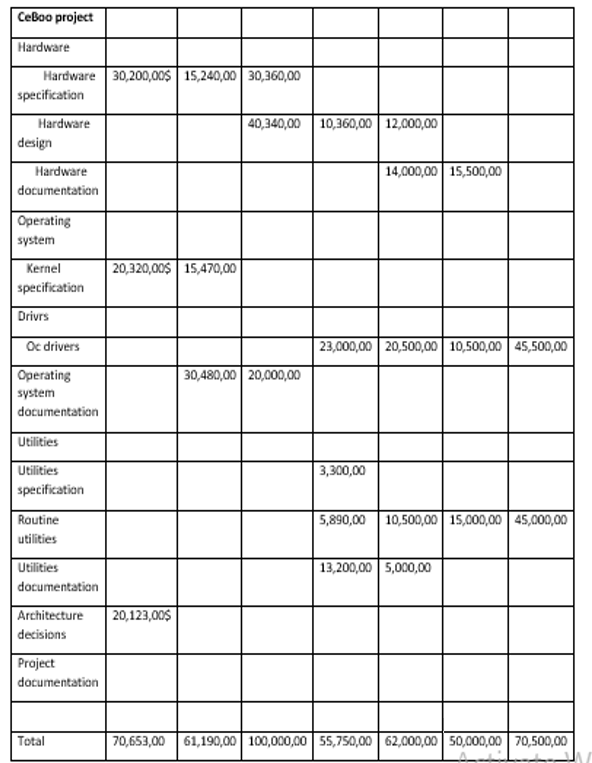 CeBoo project
Hardware
Hardware 30,200,00$ 15,240,00 30,360,00
specification
Hardware 40,340,00 10,360,00 12,000,00
design
Hardware 14,000,00 15,500,00
documentation
Operating
system
Kernel 20,320,00$ 15,470,00
specification
Drivrs
Oc drivers 23,000,00 20,500,00 10,500,00 45,500,00
Operating 30,480,00 20,000,00
system
documentation
Utilities
Utilities 3,300,00
specification
Routine 5,890,00 10,500,00 15,000,00 45,000,00
utilities
Utilities 13,200,00 5,000,00
documentation
Architecture 20,123,00$
decisions
Project
documentation
Total 70,653,00 61,190,00 100,000,00 55,750,00 62,000,00 50,000,00 70,500,00